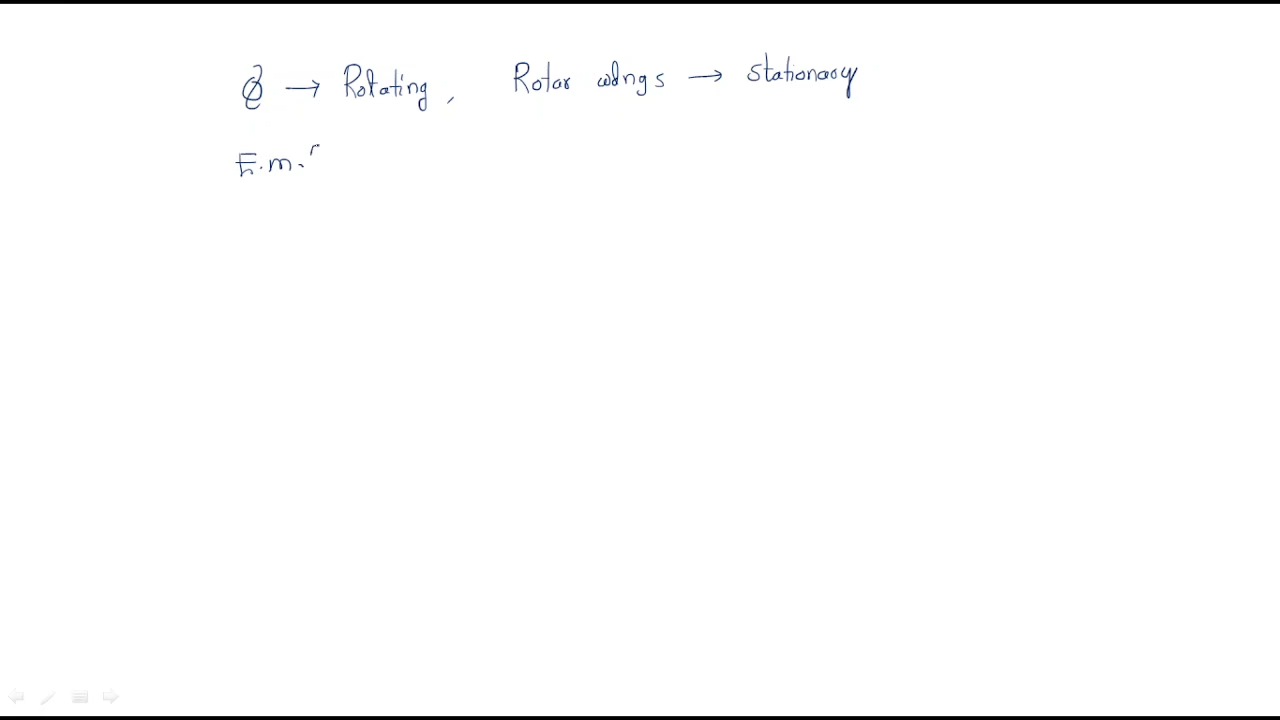 Ø → Rotating, Rotor wdngs → stationary
E.m.